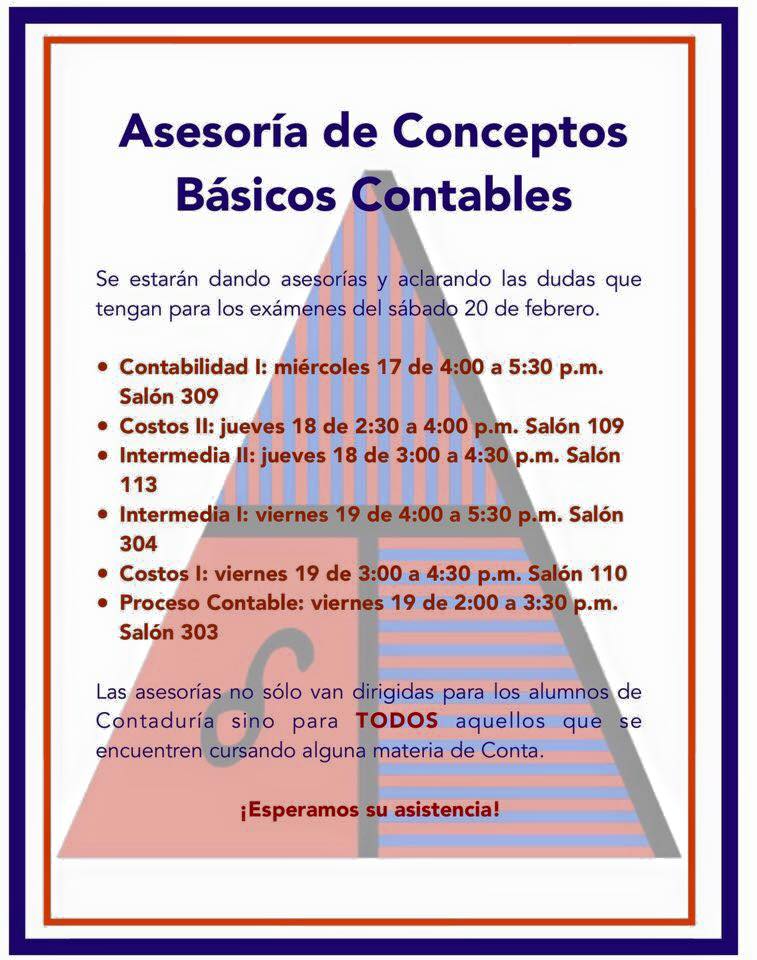 Asesoría de Conceptos
Básicos Contables
Se estarán dando asesorías y aclarando las dudas que
tengan para los exámenes del sábado 20 de febrero.
• Contabilidad I: miércoles 17 de 4:00 a 5:30 p.m.
Salón 309
• Costos II: jueves 18 de 2:30 a 4:00 p.m. Salón 109
• Intermedia II: jueves 18 de 3:00 a 4:30 p.m. Salón
113
• Intermedia I: viernes 19 de 4:00 a 5:30 p.m. Salón
304
• Costos I: viernes 19 de 3:00 a 4:30 p.m. Salón 110
• Proceso Contable: viernes 19 de 2:00 a 3:30 p.m.
Salón 303
Las asesorías no sólo van dirigidas para los alumnos de
Contaduría sino para TODOS aquellos que se
encuentren cursando alguna materia de Conta.
¡Esperamos su asistencia!